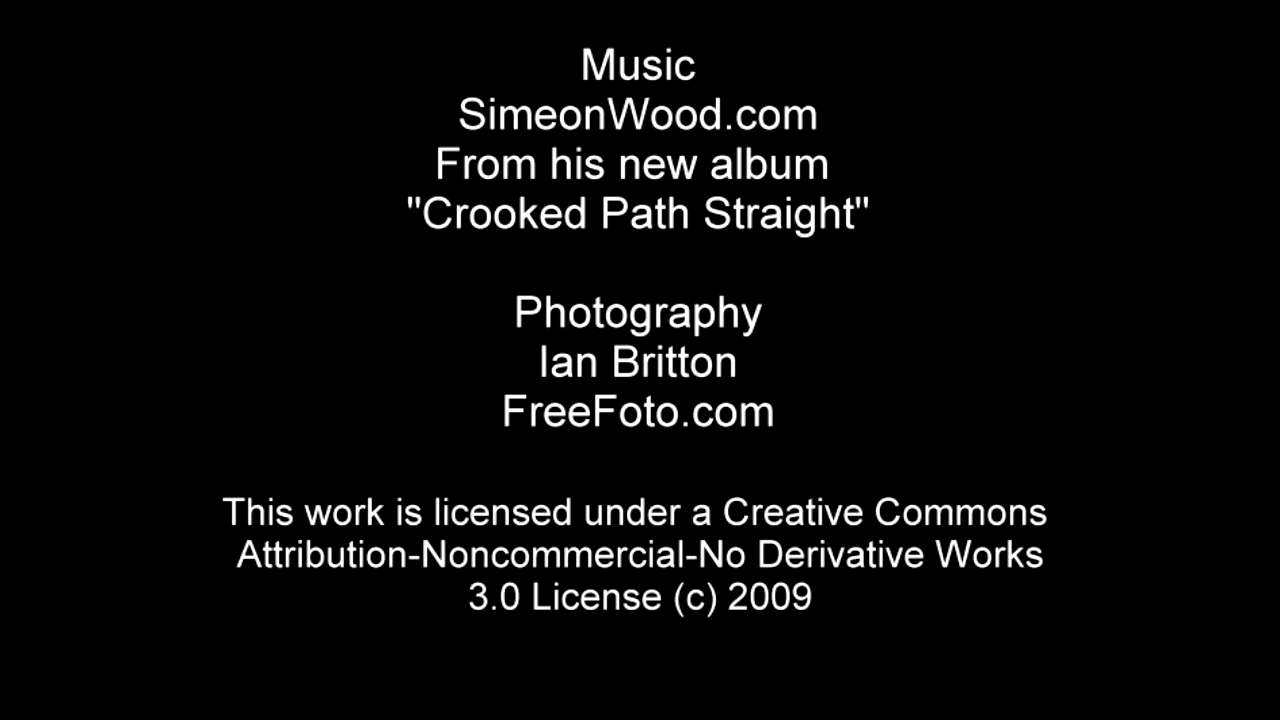 Music
SimeonWood.com
From his new album
"Crooked Path Straight"
Photography
Ian Britton
FreeFoto.com
This work is licensed under a Creative Commons
Attribution-Noncommercial-No Derivative Works
3.0 License (c) 2009